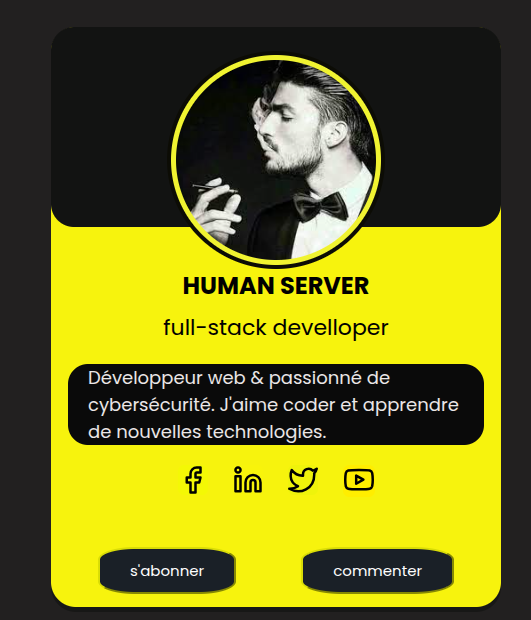 HUMAN SERVER
full-stack develloper
Développeur web & passionné de
cybersécurité. J'aime coder et apprendre
de nouvelles technologies.
s'abonner
commenter